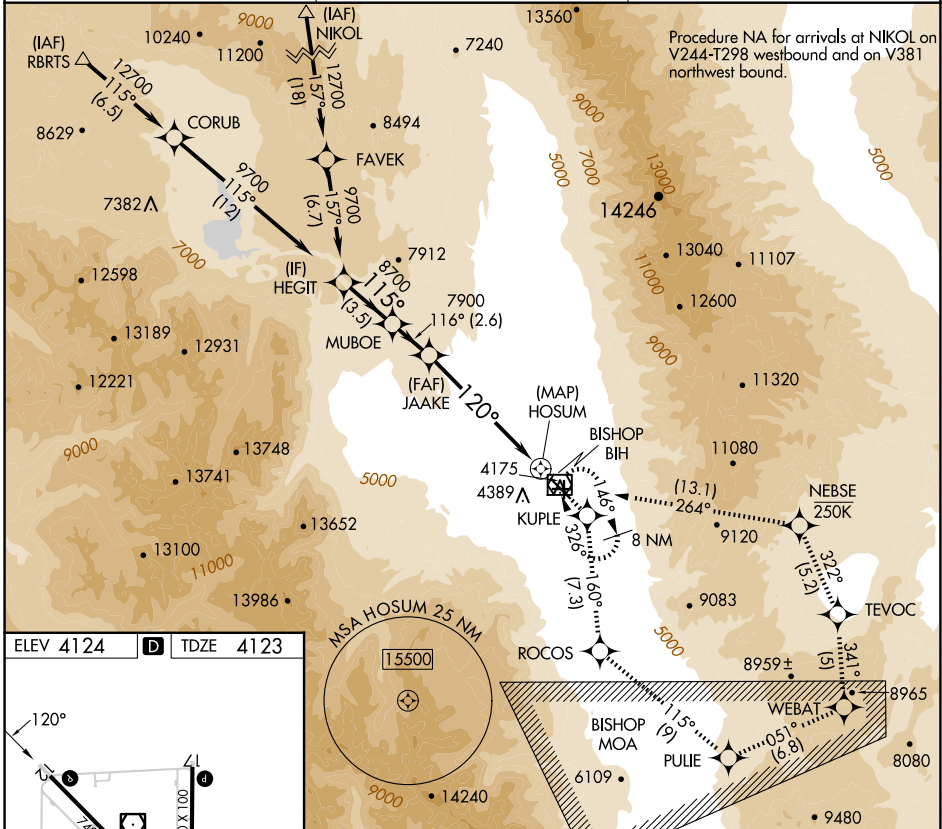 (IAF)
NIKOL
9000
13560
10240
11200
7240
Procedure NA for arrivals at NIKOL on
V244-T298 westbound and on V381
northwest bound.
(IAF)
RBRTS
12700
115°
(6.5)
12700
157°
(18)
8629
CORUB
8494
9000
FAVEK
5000
7000
13000
5000
9700
115°
(12)
9700
157°
(6.7)
7382
14246
7000
7912
13040
11107
11000
12598
(IF)
HEGIT
8700
115°
(3.5)
7900
116° (2.6)
12600
13189
12931
MUBOE
9000
12221
(FAF)
JAAKE
11320
120°
(MAP)
HOSUM
BISHOP
BIH
9000
13748
11080
13741
5000
4175
4389
146°
(13.1)
264°
NEBSE
250K
KUPLE
326°
8 NM
9120
13652
13100
11000
322°
(5.2)
160°
(7.3)
13986
9083
TEVOC
MSA HOSUM 25 NM
15500
5000
ELEV 4124
D
TDZE 4123
ROCOS
8959±
341°
(5)
8965
WEBAT
120°
115°
(9)
051°
(6.8)
BISHOP
MOA
PULIE
8080
12
R
17
P
6109
9000
14240
9480